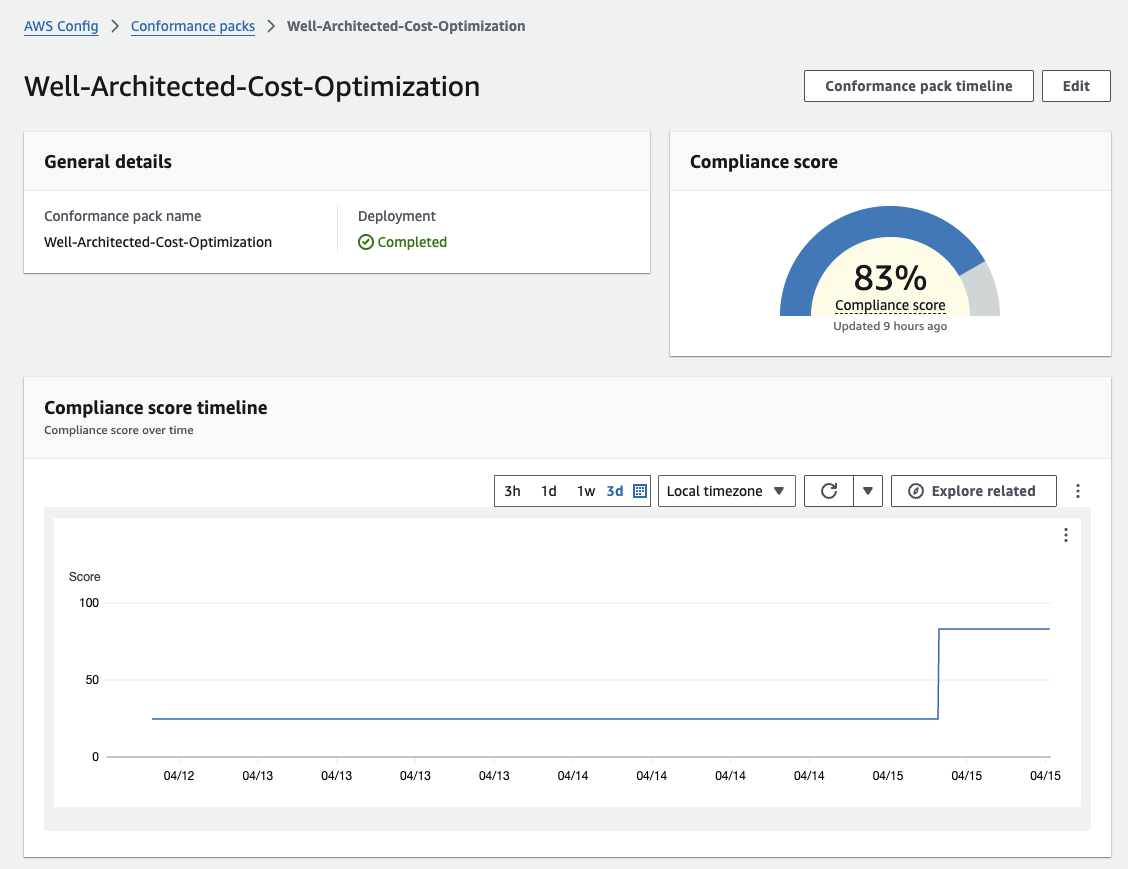 AWS Config > Conformance packs > Well-Architected-Cost-Optimization
Well-Architected-Cost-Optimization
Conformance pack timeline
Edit
General details
Conformance pack name
Well-Architected-Cost-Optimization
Deployment
Completed
Compliance score
83%
Compliance score
Updated 9 hours ago
Compliance score timeline
Compliance score over time
3h 1d 1w 3d
Local timezone
Explore related
Score
100
50
0
04/12 04/13 04/13 04/13 04/13 04/14 04/14 04/14 04/14 04/15 04/15 04/15